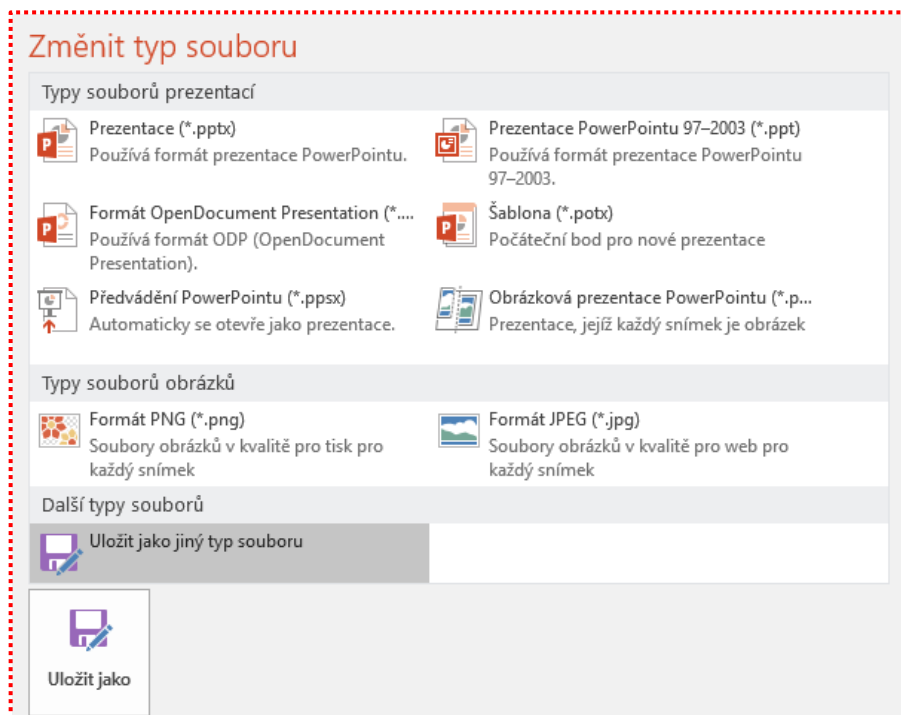 Změnit typ souboru
Typy souborů prezentací
Prezentace (*.pptx)
Používá formát prezentace PowerPointu.
Prezentace PowerPointu 97–2003 (*.ppt)
Používá formát prezentace PowerPointu
97–2003.
Formát OpenDocument Presentation (*....
Používá formát ODP (OpenDocument
Presentation).
Šablona (*.potx)
Počáteční bod pro nové prezentace
Předvádění PowerPointu (*.ppsx)
Automaticky se otevře jako prezentace.
Obrázková prezentace PowerPointu (*.p...
Prezentace, jejíž každý snímek je obrázek
Typy souborů obrázků
Formát PNG (*.png)
Soubory obrázků v kvalitě pro tisk pro
každý snímek
Formát JPEG (*.jpg)
Soubory obrázků v kvalitě pro web pro
každý snímek
Další typy souborů
Uložit jako jiný typ souboru
Uložit jako